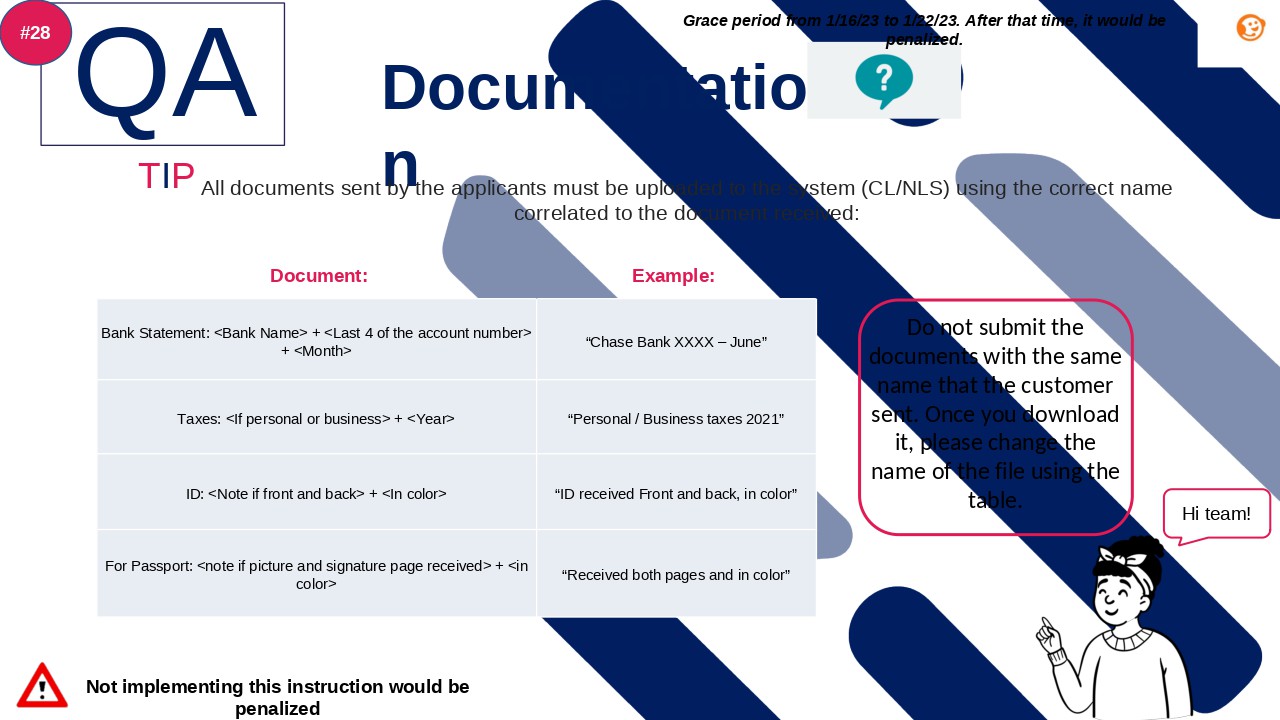 #28
QA
TIP
Grace period from 1/16/23 to 1/22/23. After that time, it would be
penalized.
Documentatio
n
?
All documents sent by the applicants must be uploaded to the system (CL/NLS) using the correct name
correlated to the document received:
Document:
Example:
Bank Statement: <Bank Name> + <Last 4 of the account number>
+ <Month>
“Chase Bank XXXX – June”
Taxes: <If personal or business> + <Year>
“Personal / Business taxes 2021”
ID: <Note if front and back> + <In color>
“ID received Front and back, in color”
For Passport: <note if picture and signature page received> + <in
color>
“Received both pages and in color”
Do not submit the
documents with the same
name that the customer
sent. Once you download
it, please change the
name of the file using the
table.
Hi team!
Not implementing this instruction would be
penalized